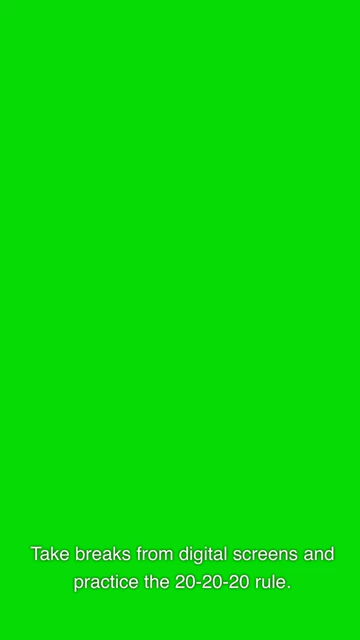 Take breaks from digital screens and
practice the 20-20-20 rule.